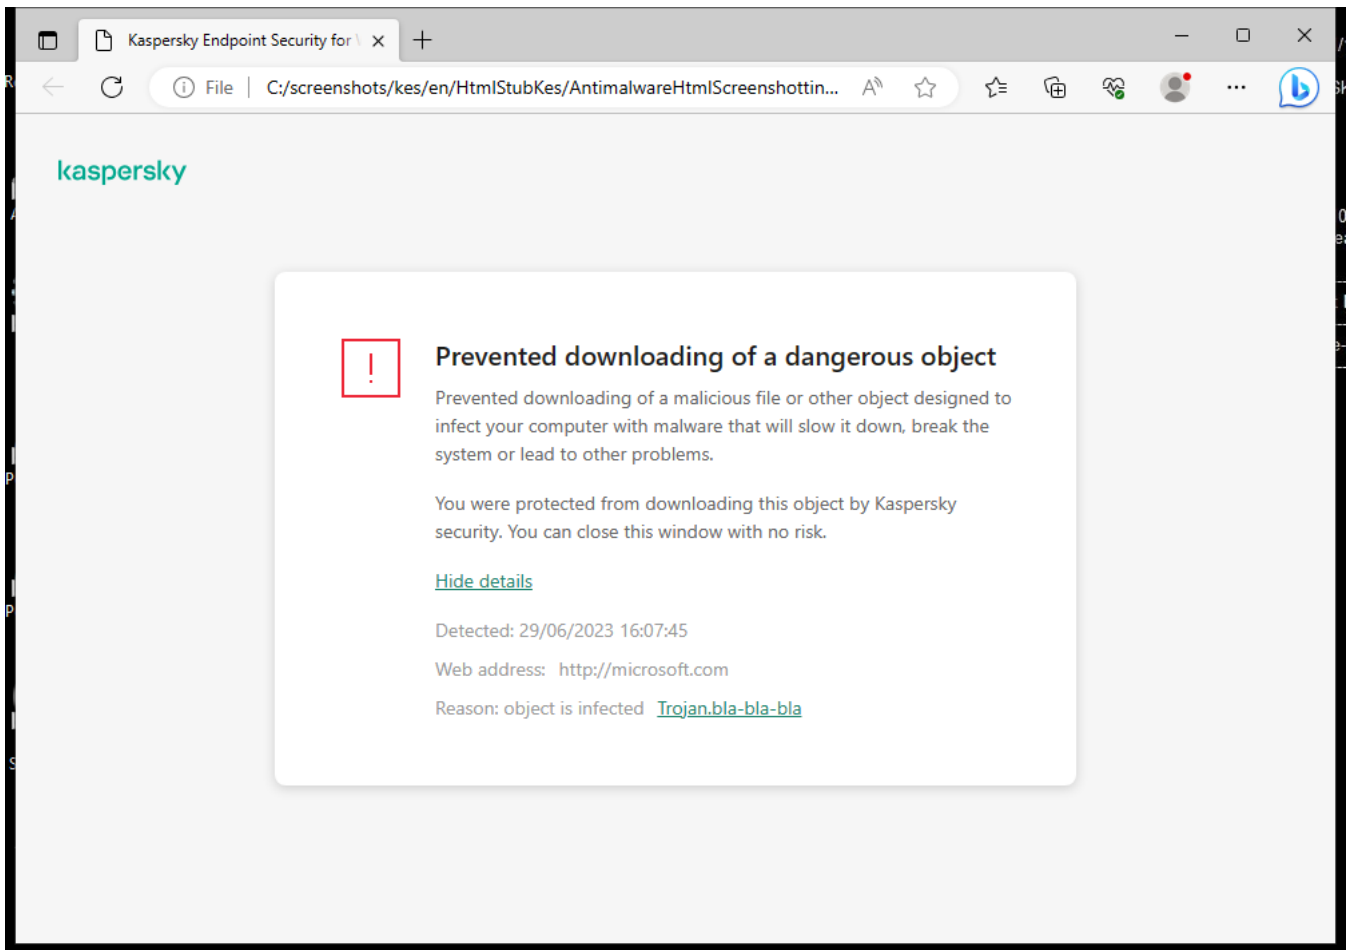 Kaspersky Endpoint Security for
File C:/screenshots/kes/en/HtmlStubKes/AntimalwareHtmlScreenshottin...
kaspersky
Prevented downloading of a dangerous object
Prevented downloading of a malicious file or other object designed to
infect your computer with malware that will slow it down, break the
system or lead to other problems.
You were protected from downloading this object by Kaspersky
security. You can close this window with no risk.
Hide details
Detected: 29/06/2023 16:07:45
Web address: http://microsoft.com
Reason: object is infected Trojan.bla-bla-bla